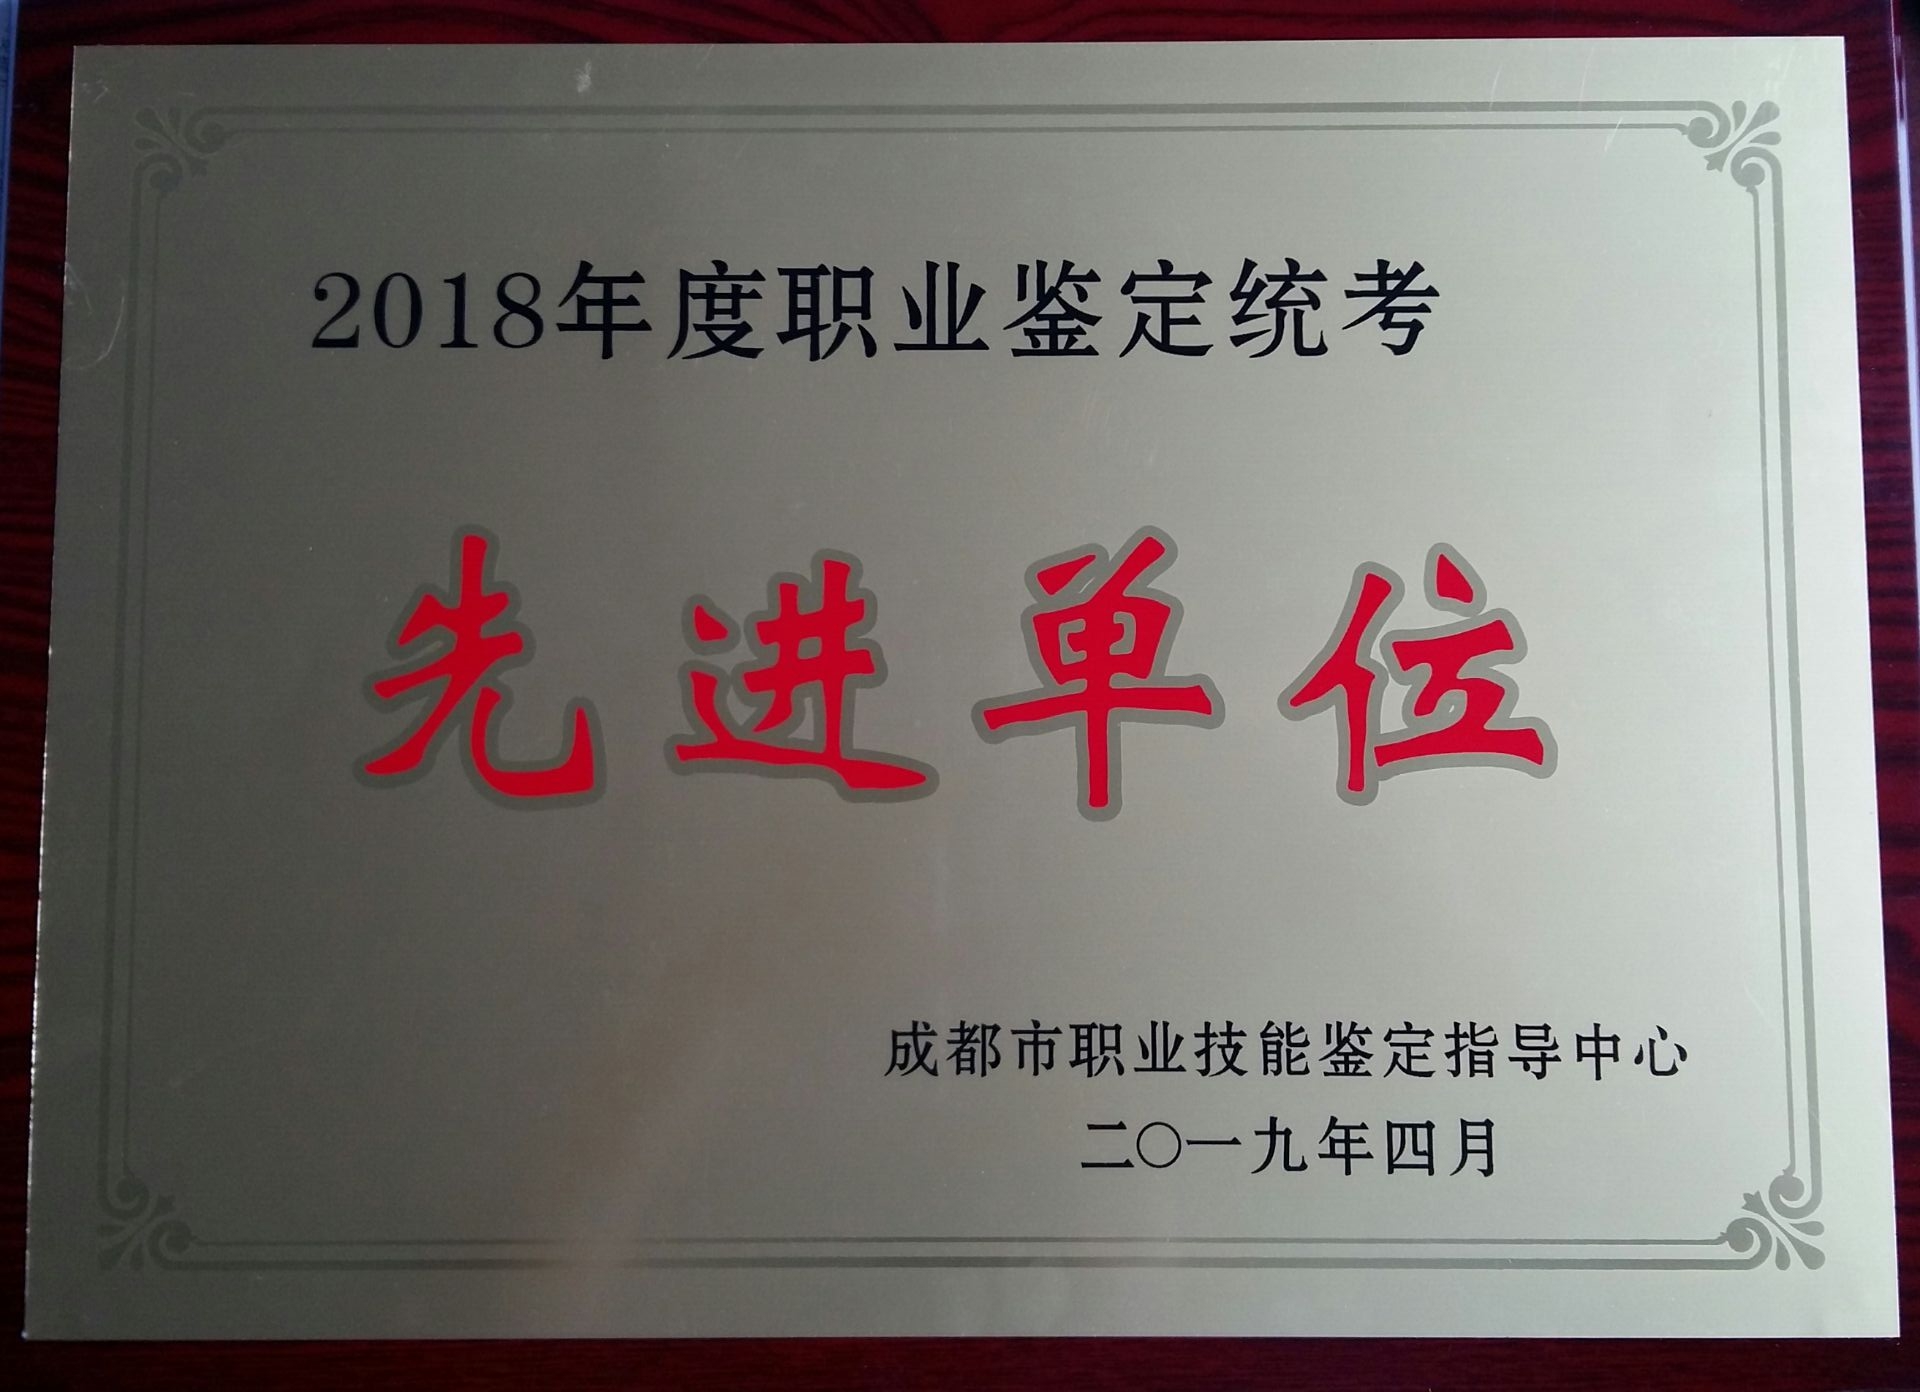 2018年度职业鉴定统考
先进单位
成都市职业技能鉴定指导中心
二〇一九年四月